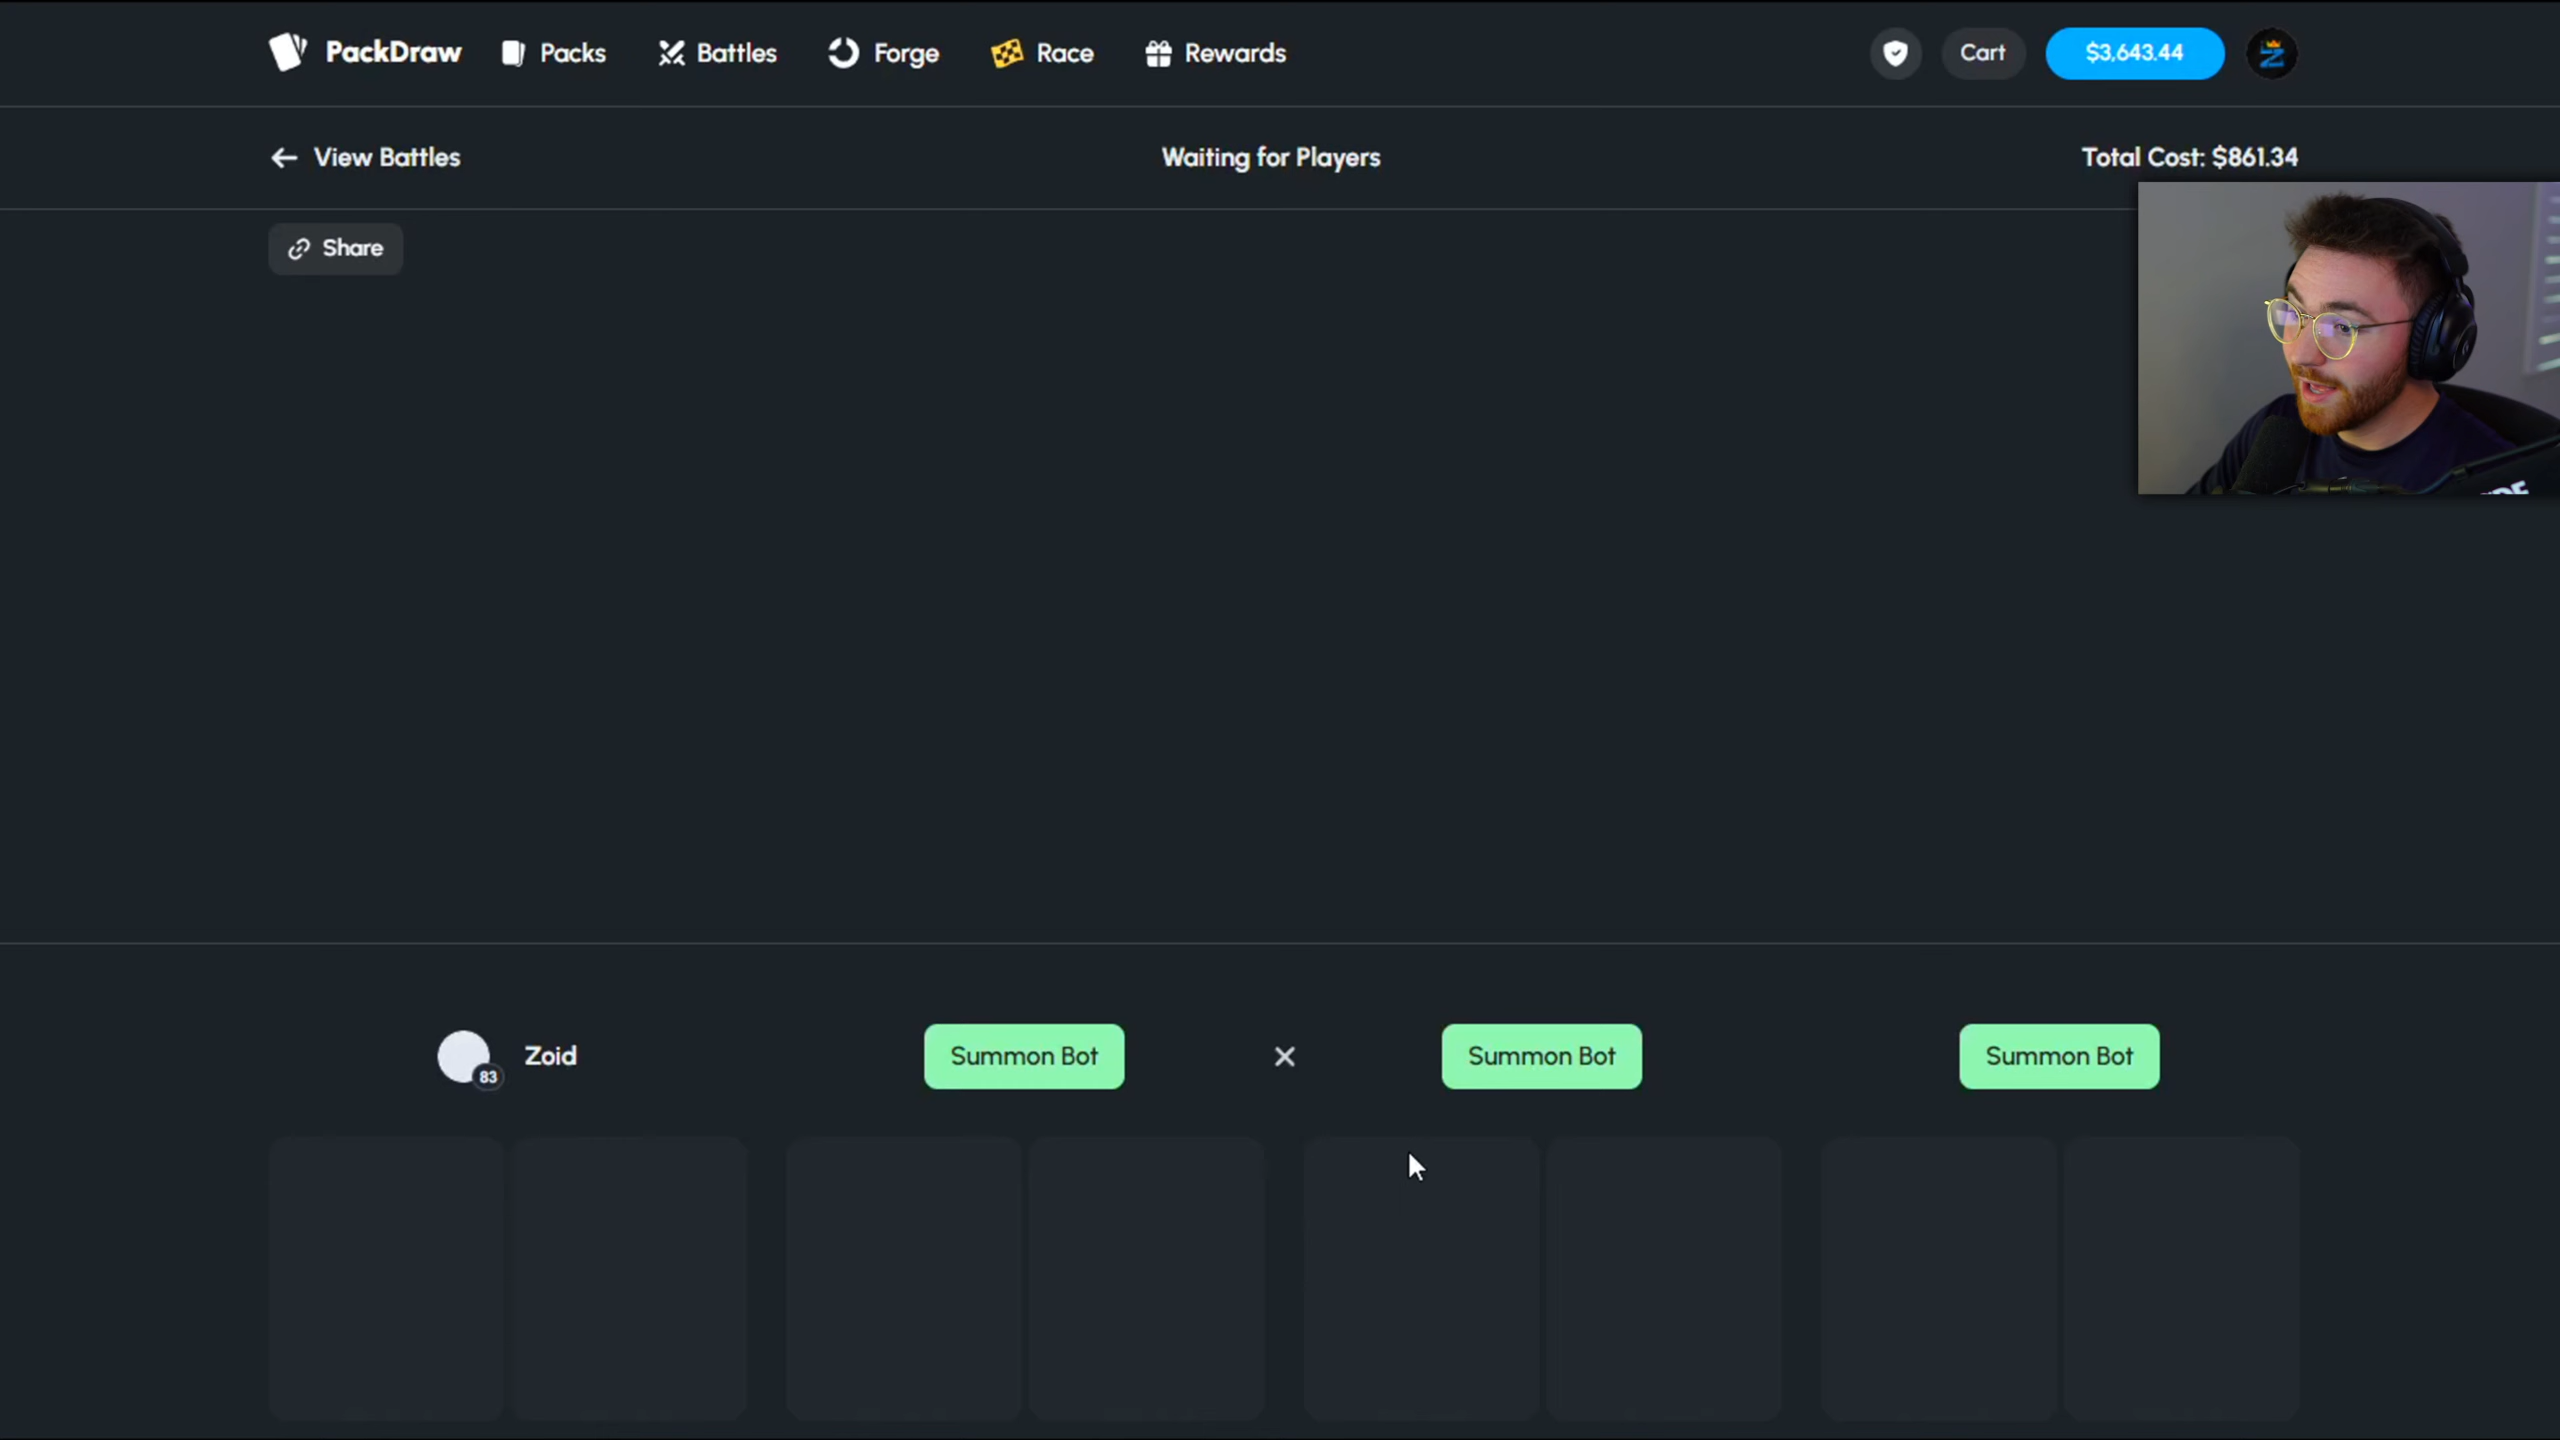 PackDraw Packs Battles Forge Race Rewards Cart $3,643.44
View Battles Waiting for Players Total Cost: $861.34
Share
83 Zoid Summon Bot Summon Bot Summon Bot